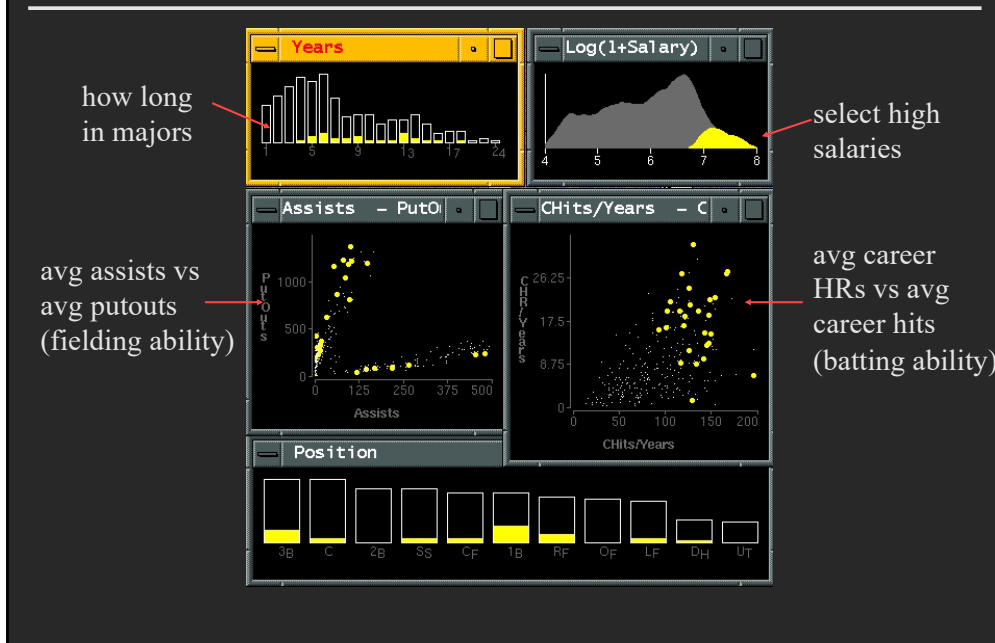 Years
Log(1+Salary)
how long
in majors
1 5 9 13 17 24
4 5 6 7 8
select high
salaries
Assists - PutO
CHits/Years - C
avg assists vs
avg putouts
(fielding ability)
PutOuts
1000
500
0
0 125 250 375 500
Assists
CHR/Years
26.25
17.5
8.75
0
0 50 100 150 200
CHits/Years
avg career
HRs vs avg
career hits
(batting ability)
Position
3B C 2B SS CF 1B RF OF LF DH UT